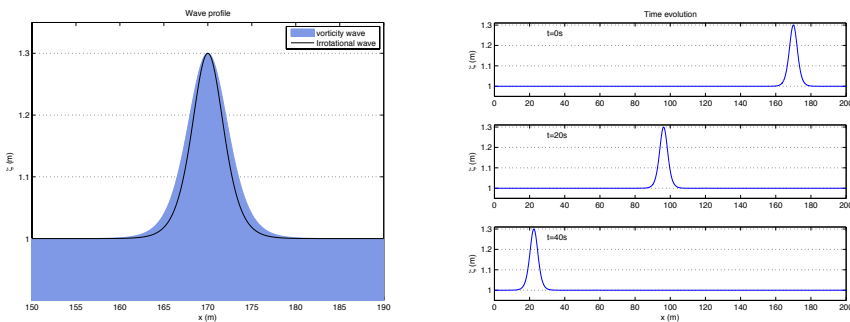 Wave profile
vorticity wave
Irrotational wave
1.3
1.2
1.1
1
ζ (m)
150 155 160 165 170 175 180 185 190
x (m)
Time evolution
t=0s
1.3
1.2
1.1
1
ζ (m)
0 20 40 60 80 100 120 140 160 180 200
t=20s
1.3
1.2
1.1
1
ζ (m)
0 20 40 60 80 100 120 140 160 180 200
t=40s
1.3
1.2
1.1
1
ζ (m)
0 20 40 60 80 100 120 140 160 180 200
x (m)